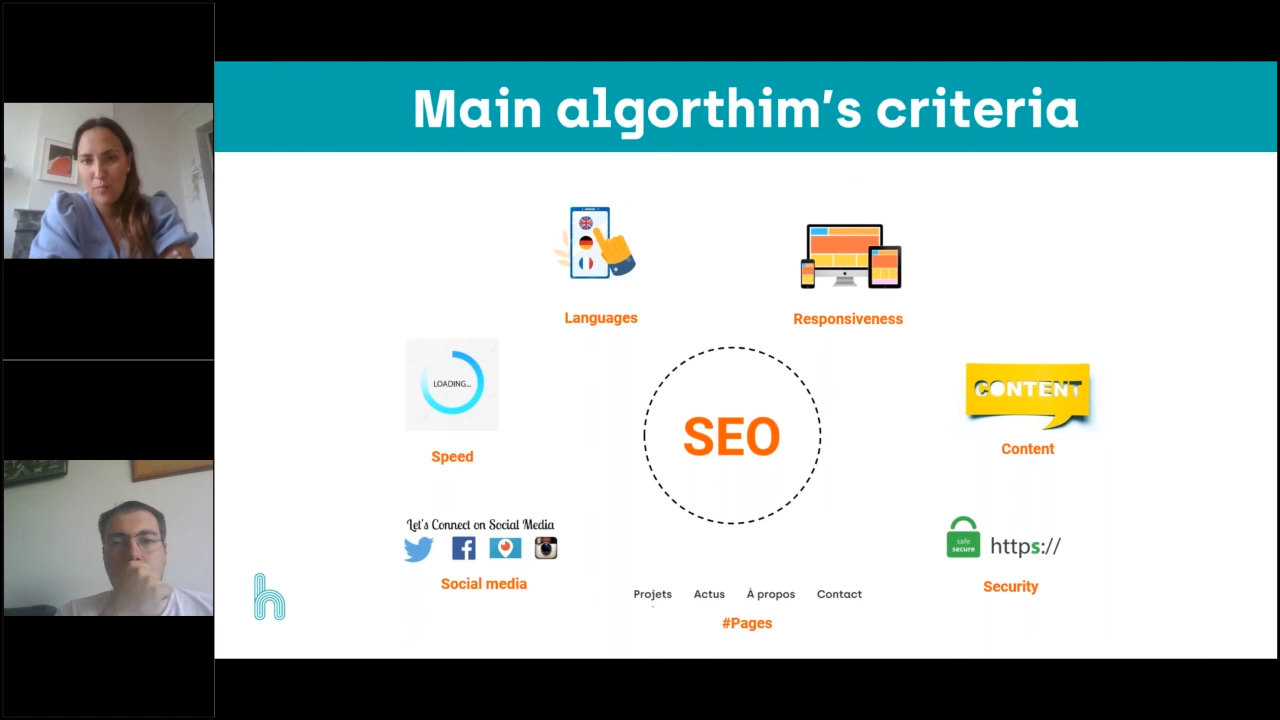 Main algorthim's criteria
Languages
Responsiveness
LOADING...
CONTENT
SEO
Speed
Content
Let's Connect on Social Media
safe
secure
https://
Social media
Security
Projets Actus À propos Contact
#Pages
h